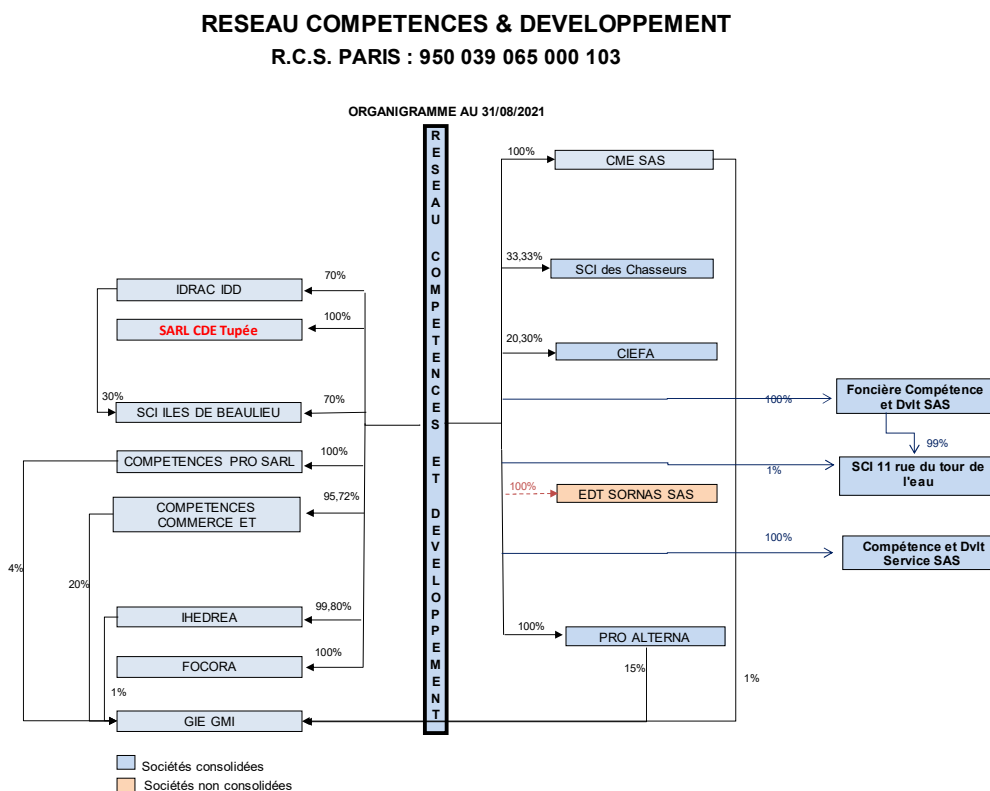 RESEAU COMPETENCES & DEVELOPPEMENT
R.C.S. PARIS : 950 039 065 000 103
ORGANIGRAMME AU 31/08/2021
RESEAU COMPETENCES ET DEVELOPPEMENT
100%
CME SAS
33,33%
SCI des Chasseurs
70%
IDRAC IDD
100%
SARL CDE Tupée
20,30%
CIEFA
30%
SCI ILES DE BEAULIEU
70%
100%
Foncière Compétence
et Dvlt SAS
99%
100%
COMPETENCES PRO SARL
1%
SCI 11 rue du tour de
l'eau
95,72%
COMPETENCES
COMMERCE ET
100%
EDT SORNAS SAS
100%
Compétence et Dvlt
Service SAS
4%
20%
99,80%
IHEDREA
100%
PRO ALTERNA
100%
FOCORA
15%
1%
1%
GIE GMI
Sociétés consolidées
Sociétés non consolidées